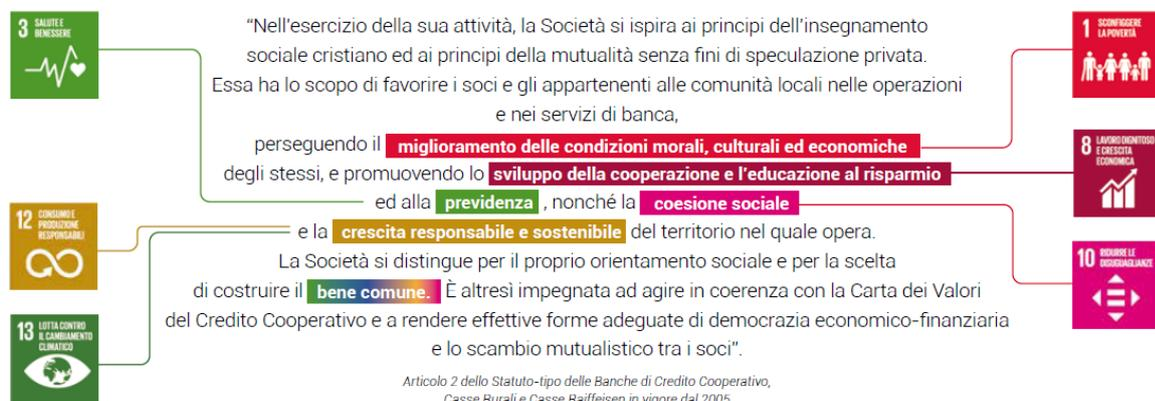 3 SALUTE E
BENESSERE
12 CONSUMO E
PRODUZIONE
RESPONSABILI
13 LOTTA CONTRO
IL CAMBIAMENTO
CLIMATICO
“Nell’esercizio della sua attività, la Società si ispira ai principi dell’insegnamento
sociale cristiano ed ai principi della mutualità senza fini di speculazione privata.
Essa ha lo scopo di favorire i soci e gli appartenenti alle comunità locali nelle operazioni
e nei servizi di banca,
perseguendo il miglioramento delle condizioni morali, culturali ed economiche
degli stessi, e promuovendo lo sviluppo della cooperazione e l’educazione al risparmio
ed alla previdenza , nonché la coesione sociale
e la crescita responsabile e sostenibile del territorio nel quale opera.
La Società si distingue per il proprio orientamento sociale e per la scelta
di costruire il bene comune. È altresì impegnata ad agire in coerenza con la Carta dei Valori
del Credito Cooperativo e a rendere effettive forme adeguate di democrazia economico-finanziaria
e lo scambio mutualistico tra i soci”.
Articolo 2 dello Statuto-tipo delle Banche di Credito Cooperativo,
Casse Rurali e Casse Raiffeisen in vigore dal 2005
1 SCONFIGGERE
LA POVERTÀ
8 LAVORO DIGNITOSO
E CRESCITA
ECONOMICA
10 RIDURRE LE
DISUGUAGLIANZE